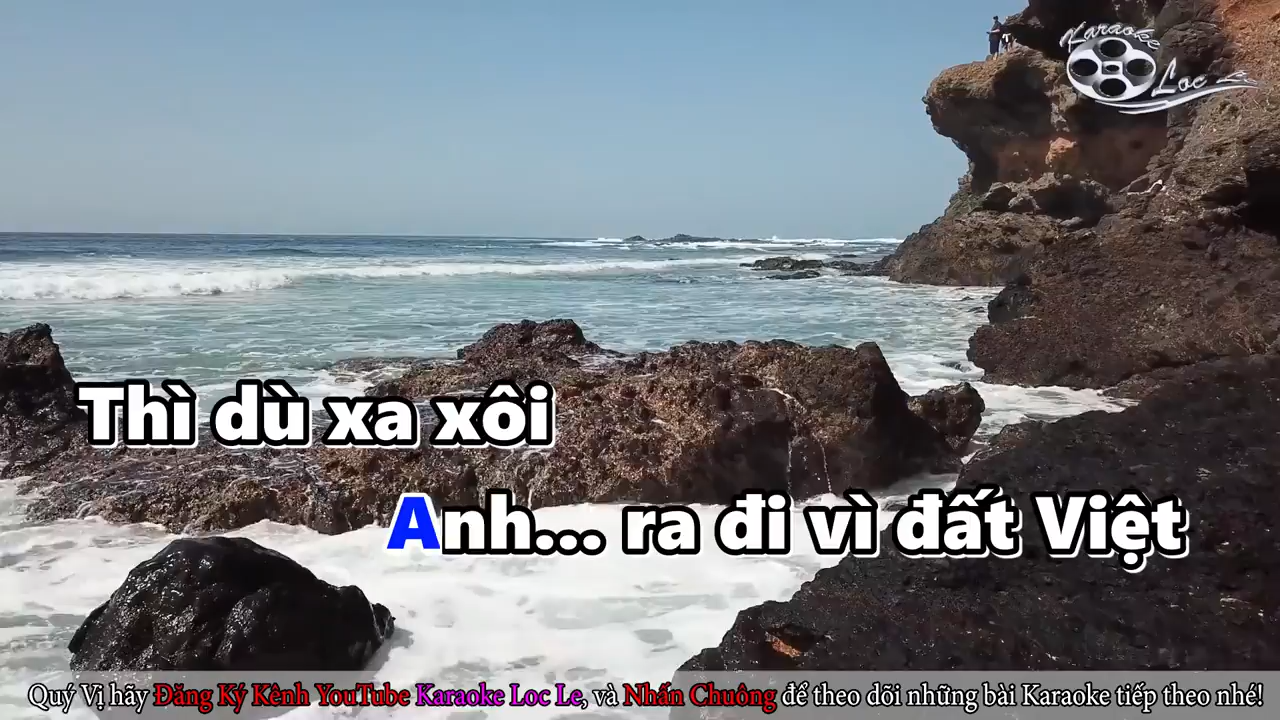 Karaoke
Loc Le
Thì dù xa xôi
Anh... ra đi vì đất Việt
Quý Vị hãy Đăng Ký Kênh YouTube Karaoke Loc Le, và Nhấn Chuông để theo dõi những bài Karaoke tiếp theo nhé!